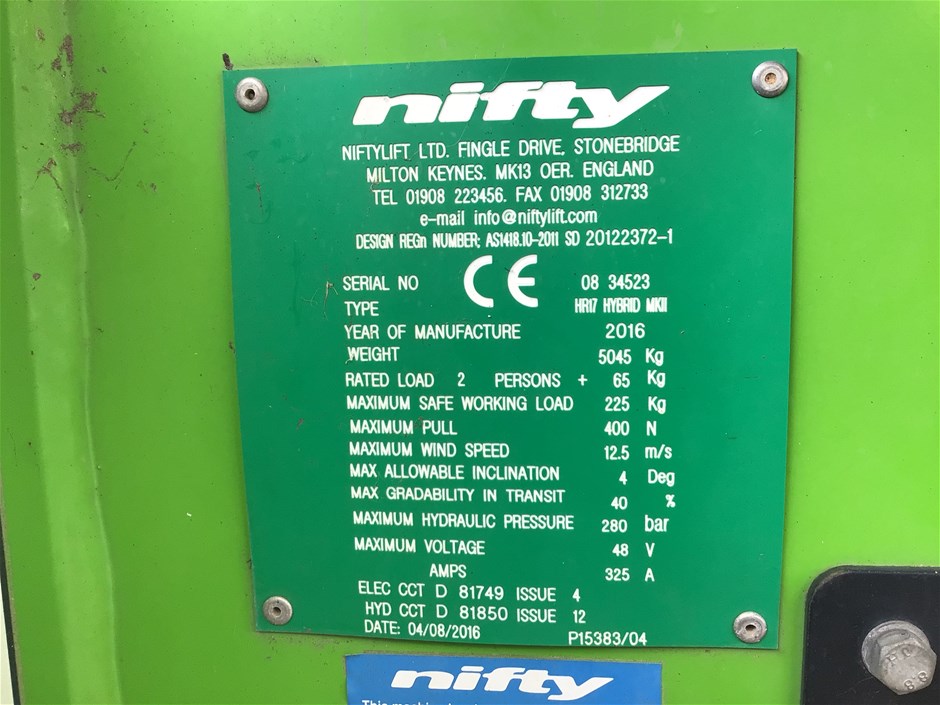 nifty
NIFTYLIFT LTD. FINGLE DRIVE, STONEBRIDGE
MILTON KEYNES. MK13 OER. ENGLAND
TEL 01908 223456. FAX 01908 312733
e-mail info@niftylift.com
DESIGN REGn NUMBER; AS1418.10-2011 SD 20122372-1
SERIAL NO CE 08 34523
TYPE HR17 HYBRID MKII
YEAR OF MANUFACTURE 2016
WEIGHT 5045 Kg
RATED LOAD 2 PERSONS + 65 Kg
MAXIMUM SAFE WORKING LOAD 225 Kg
MAXIMUM PULL 400 N
MAXIMUM WIND SPEED 12.5 m/s
MAX ALLOWABLE INCLINATION 4 Deg
MAX GRADABILITY IN TRANSIT 40 %
MAXIMUM HYDRAULIC PRESSURE 280 bar
MAXIMUM VOLTAGE 48 V
AMPS 325 A
ELEC CCT D 81749 ISSUE 4
HYD CCT D 81850 ISSUE 12
DATE: 04/08/2016 P15383/04
nifty
8.8